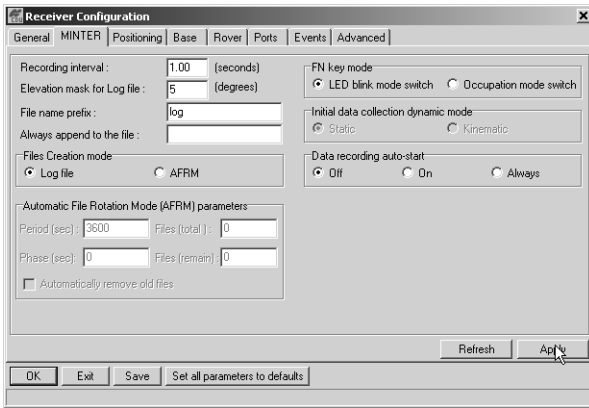 Receiver Configuration
General MINTER Positioning Base Rover Ports Events Advanced
Recording interval : 1.00 (seconds)
Elevation mask for Log file : 5 (degrees)
File name prefix : log
Always append to the file :
Files Creation mode
Log file AFRM
Automatic File Rotation Mode (AFRM) parameters
Period (sec) : 3600 Files (total ) : 0
Phase (sec): 0 Files (remain) : 0
Automatically remove old files
FN key mode
LED blink mode switch Occupation mode switch
Initial data collection dynamic mode
Static Kinematic
Data recording auto-start
Off On Always
Refresh Apply
OK Exit Save Set all parameters to defaults